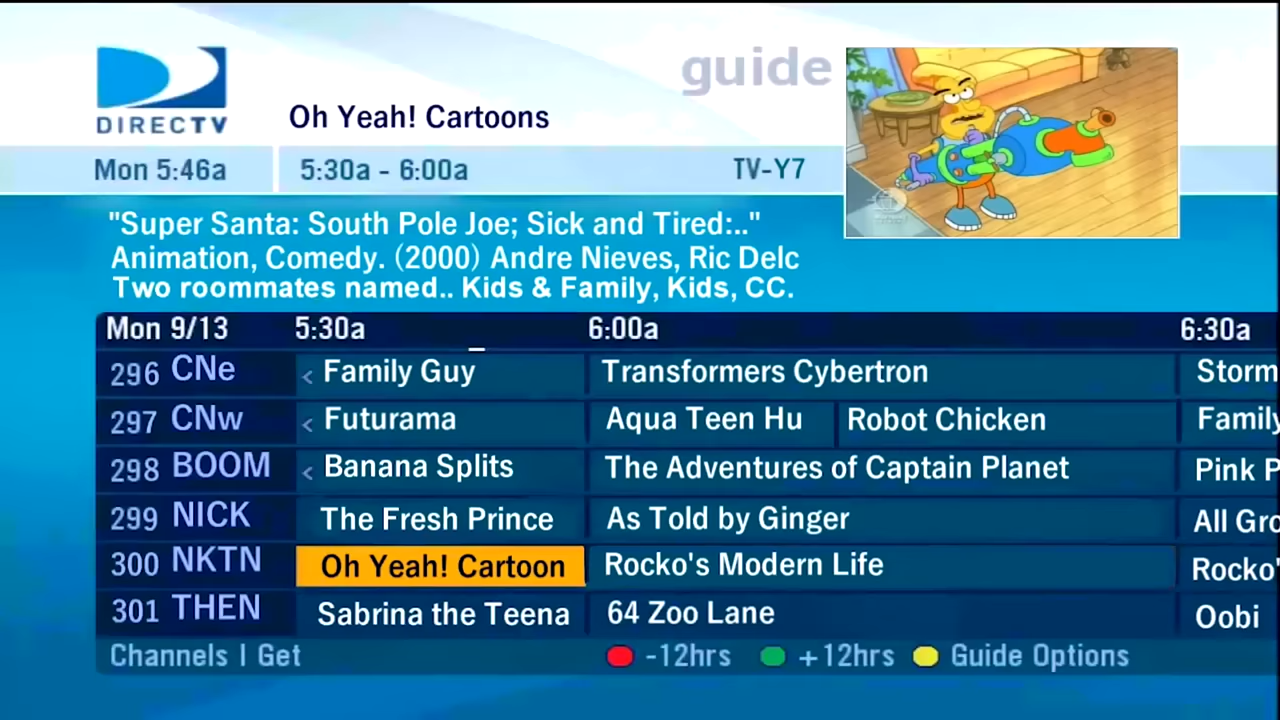 guide
DIRECTV
Oh Yeah! Cartoons
Mon 5:46a 5:30a - 6:00a TV-Y7
"Super Santa: South Pole Joe; Sick and Tired:.."
Animation, Comedy. (2000) Andre Nieves, Ric Delc
Two roommates named.. Kids & Family, Kids, CC.
Mon 9/13 5:30a 6:00a 6:30a
296 CNe < Family Guy Transformers Cybertron Storm
297 CNw < Futurama Aqua Teen Hu Robot Chicken Family
298 BOOM < Banana Splits The Adventures of Captain Planet Pink P
299 NICK The Fresh Prince As Told by Ginger All Gro
300 NKTN Oh Yeah! Cartoon Rocko's Modern Life Rocko'
301 THEN Sabrina the Teena 64 Zoo Lane Oobi
Channels I Get -12hrs +12hrs Guide Options